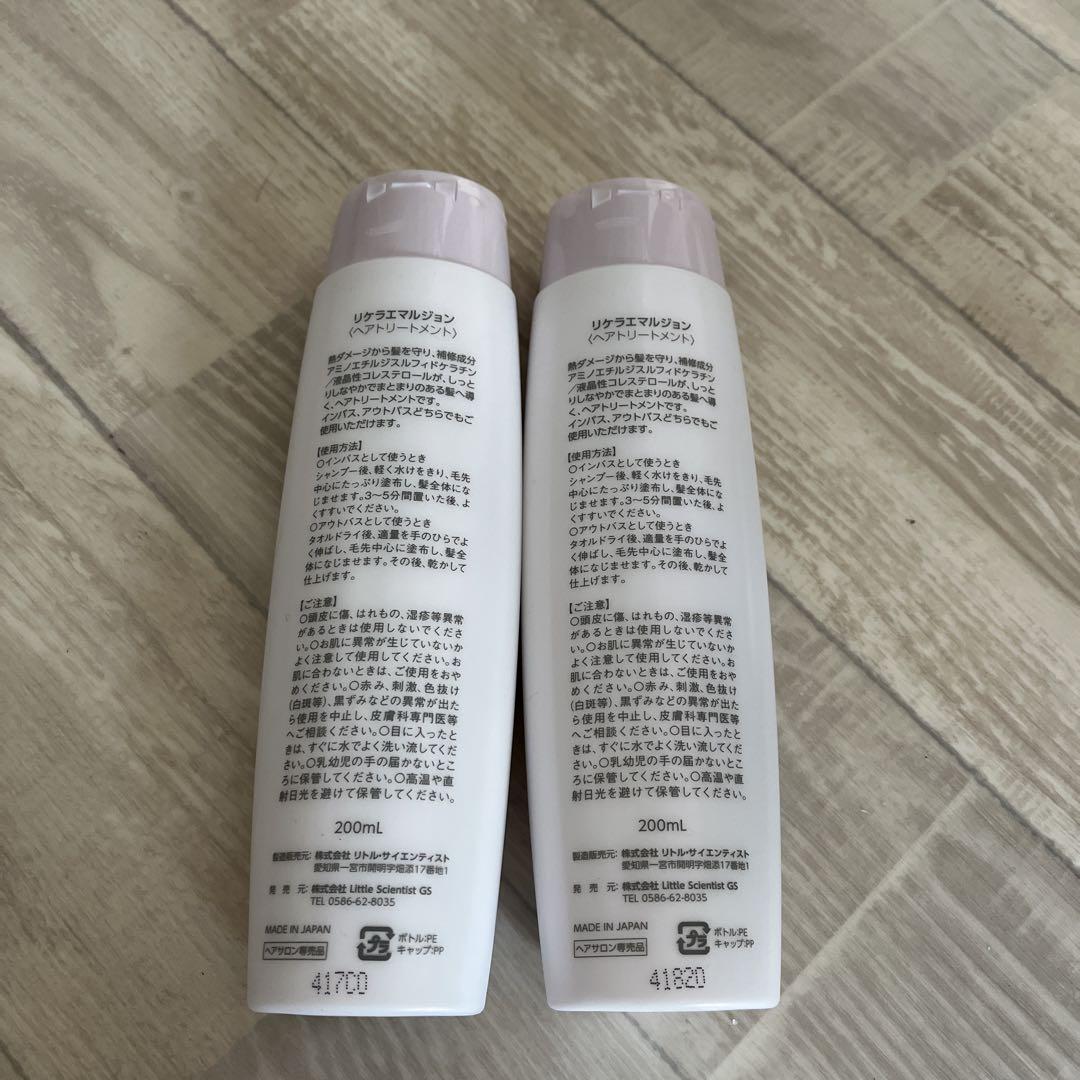 リケラエマルジョン
〈ヘアトリートメント〉
熱ダメージから髪を守り、補修成分
アミノエチルジスルフィドケラチン
/液晶性コレステロールが、しっと
りしなやかでまとまりのある髪へ導
く、ヘアトリートメントです。
インバス、アウトバスどちらでもご
使用いただけます。
【使用方法】
○インバスとして使うとき
シャンプー後、軽く水けをきり、毛先
中心にたっぷり塗布し、髪全体にな
じませます。3〜5分間置いた後、よ
くすすいでください。
○アウトバスとして使うとき
タオルドライ後、適量を手のひらでよ
く伸ばし、毛先中心に塗布し、髪全
体になじませます。その後、乾かして
仕上げます。
【ご注意】
○頭皮に傷、はれもの、湿疹等異常
があるときは使用しないでくださ
い。○お肌に異常が生じていないか
よく注意して使用してください。お
肌に合わないときは、ご使用をおや
めください。○赤み、刺激、色抜け
(白斑等)、黒ずみなどの異常が出た
ら使用を中止し、皮膚科専門医等
へご相談ください。○目に入ったと
きは、すぐに水でよく洗い流してくだ
さい。○乳幼児の手の届かないとこ
ろに保管してください。○高温や直
射日光を避けて保管してください。
200mL
製造販売元: 株式会社 リトル・サイエンティスト
愛知県一宮市開明字畑添17番地1
発売元: 株式会社 Little Scientist GS
TEL 0586-62-8035
MADE IN JAPAN
ヘアサロン専売品
プラ
ボトル:PE
キャップ:PP
417C0
リケラエマルジョン
〈ヘアトリートメント〉
熱ダメージから髪を守り、補修成分
アミノエチルジスルフィドケラチン
/液晶性コレステロールが、しっと
りしなやかでまとまりのある髪へ導
く、ヘアトリートメントです。
インバス、アウトバスどちらでもご
使用いただけます。
【使用方法】
○インバスとして使うとき
シャンプー後、軽く水けをきり、毛先
中心にたっぷり塗布し、髪全体にな
じませます。3〜5分間置いた後、よ
くすすいでください。
○アウトバスとして使うとき
タオルドライ後、適量を手のひらでよ
く伸ばし、毛先中心に塗布し、髪全
体になじませます。その後、乾かして
仕上げます。
【ご注意】
○頭皮に傷、はれもの、湿疹等異常
があるときは使用しないでくださ
い。○お肌に異常が生じていないか
よく注意して使用してください。お
肌に合わないときは、ご使用をおや
めください。○赤み、刺激、色抜け
(白斑等)、黒ずみなどの異常が出た
ら使用を中止し、皮膚科専門医等
へご相談ください。○目に入ったと
きは、すぐに水でよく洗い流してくだ
さい。○乳幼児の手の届かないとこ
ろに保管してください。○高温や直
射日光を避けて保管してください。
200mL
製造販売元: 株式会社 リトル・サイエンティスト
愛知県一宮市開明字畑添17番地1
発売元: 株式会社 Little Scientist GS
TEL 0586-62-8035
MADE IN JAPAN
ヘアサロン専売品
プラ
ボトル:PE
キャップ:PP
41820